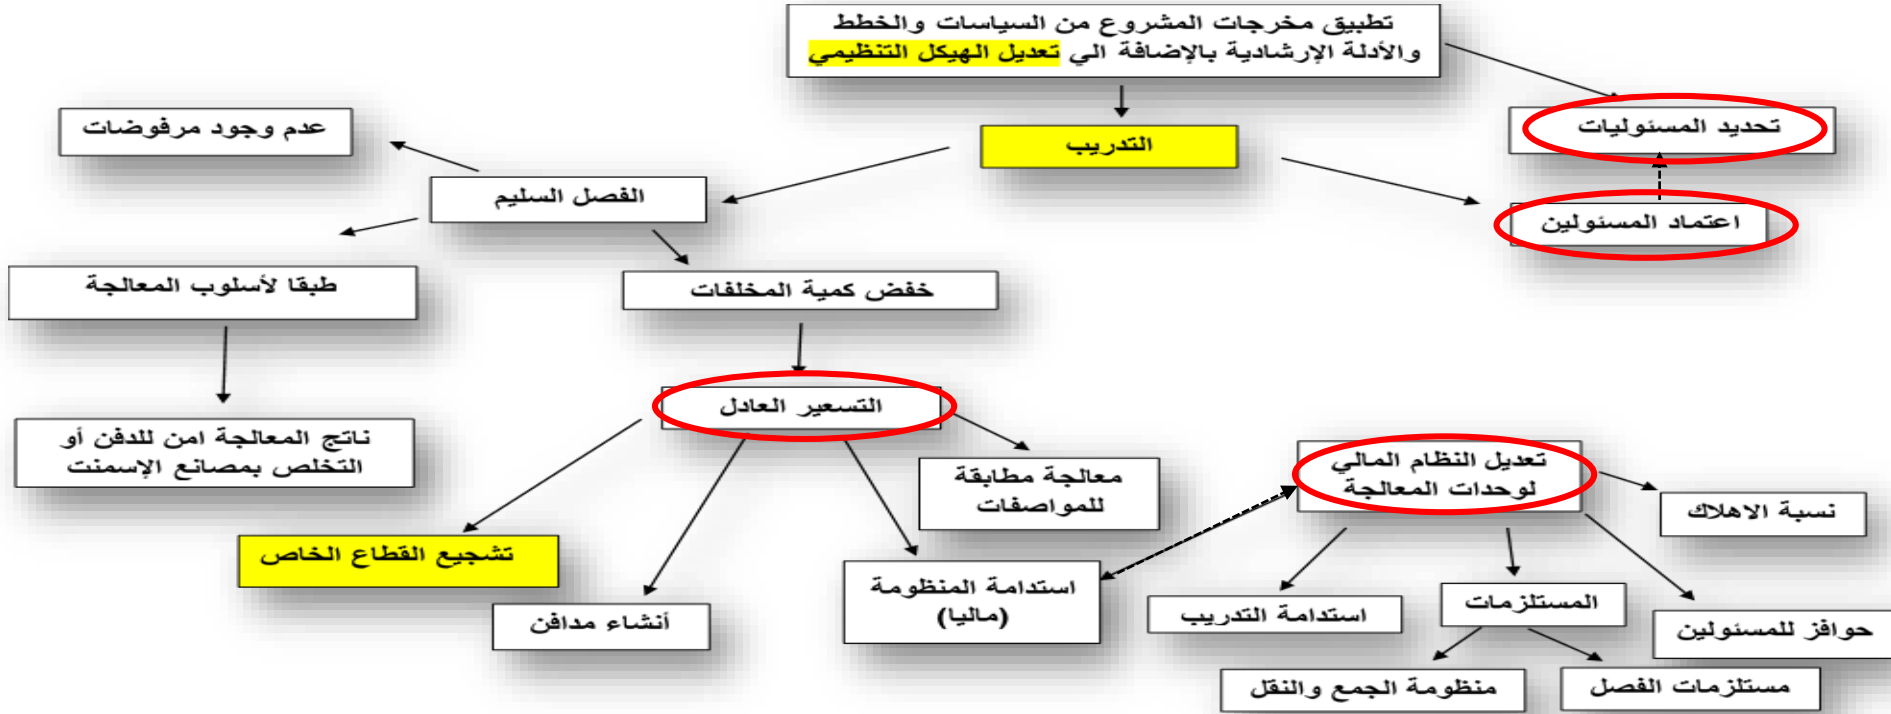 تطبيق مخرجات المشروع من السياسات والخطط
والأدلة الإرشادية بالإضافة الي تعديل الهيكل التنظيمي
تحديد المسئوليات
عدم وجود مرفوضات
التدريب
الفصل السليم
اعتماد المسئولين
طبقا لأسلوب المعالجة
خفض كمية المخلفات
التسعير العادل
ناتج المعالجة امن للدفن أو
التخلص بمصانع الإسمنت
معالجة مطابقة
للمواصفات
تعديل النظام المالي
لوحدات المعالجة
نسبة الاهلاك
تشجيع القطاع الخاص
أنشاء مدافن
استدامة المنظومة
(ماليا)
استدامة التدريب
المستلزمات
حوافز للمسئولين
منظومة الجمع والنقل
مستلزمات الفصل